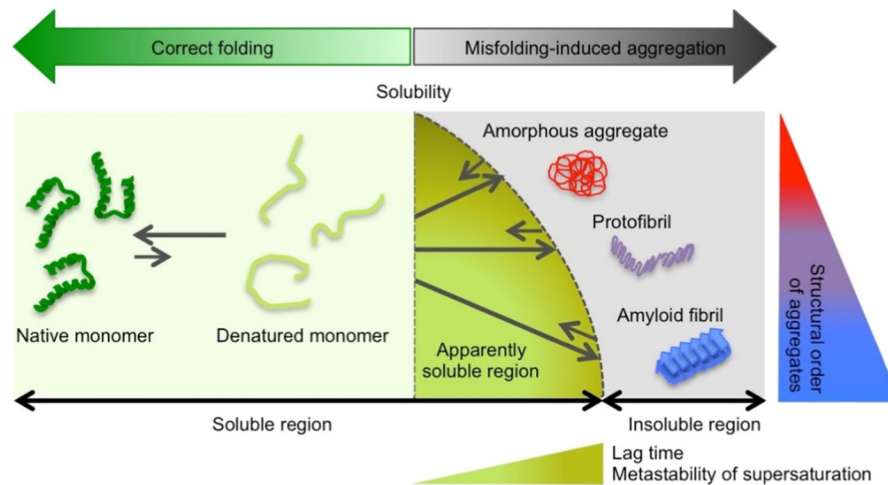 Correct folding
Misfolding-induced aggregation
Solubility
Amorphous aggregate
Protofibril
Amyloid fibril
Native monomer
Denatured monomer
Apparently
soluble region
Structural order
of aggregates
Soluble region
Insoluble region
Lag time
Metastability of supersaturation